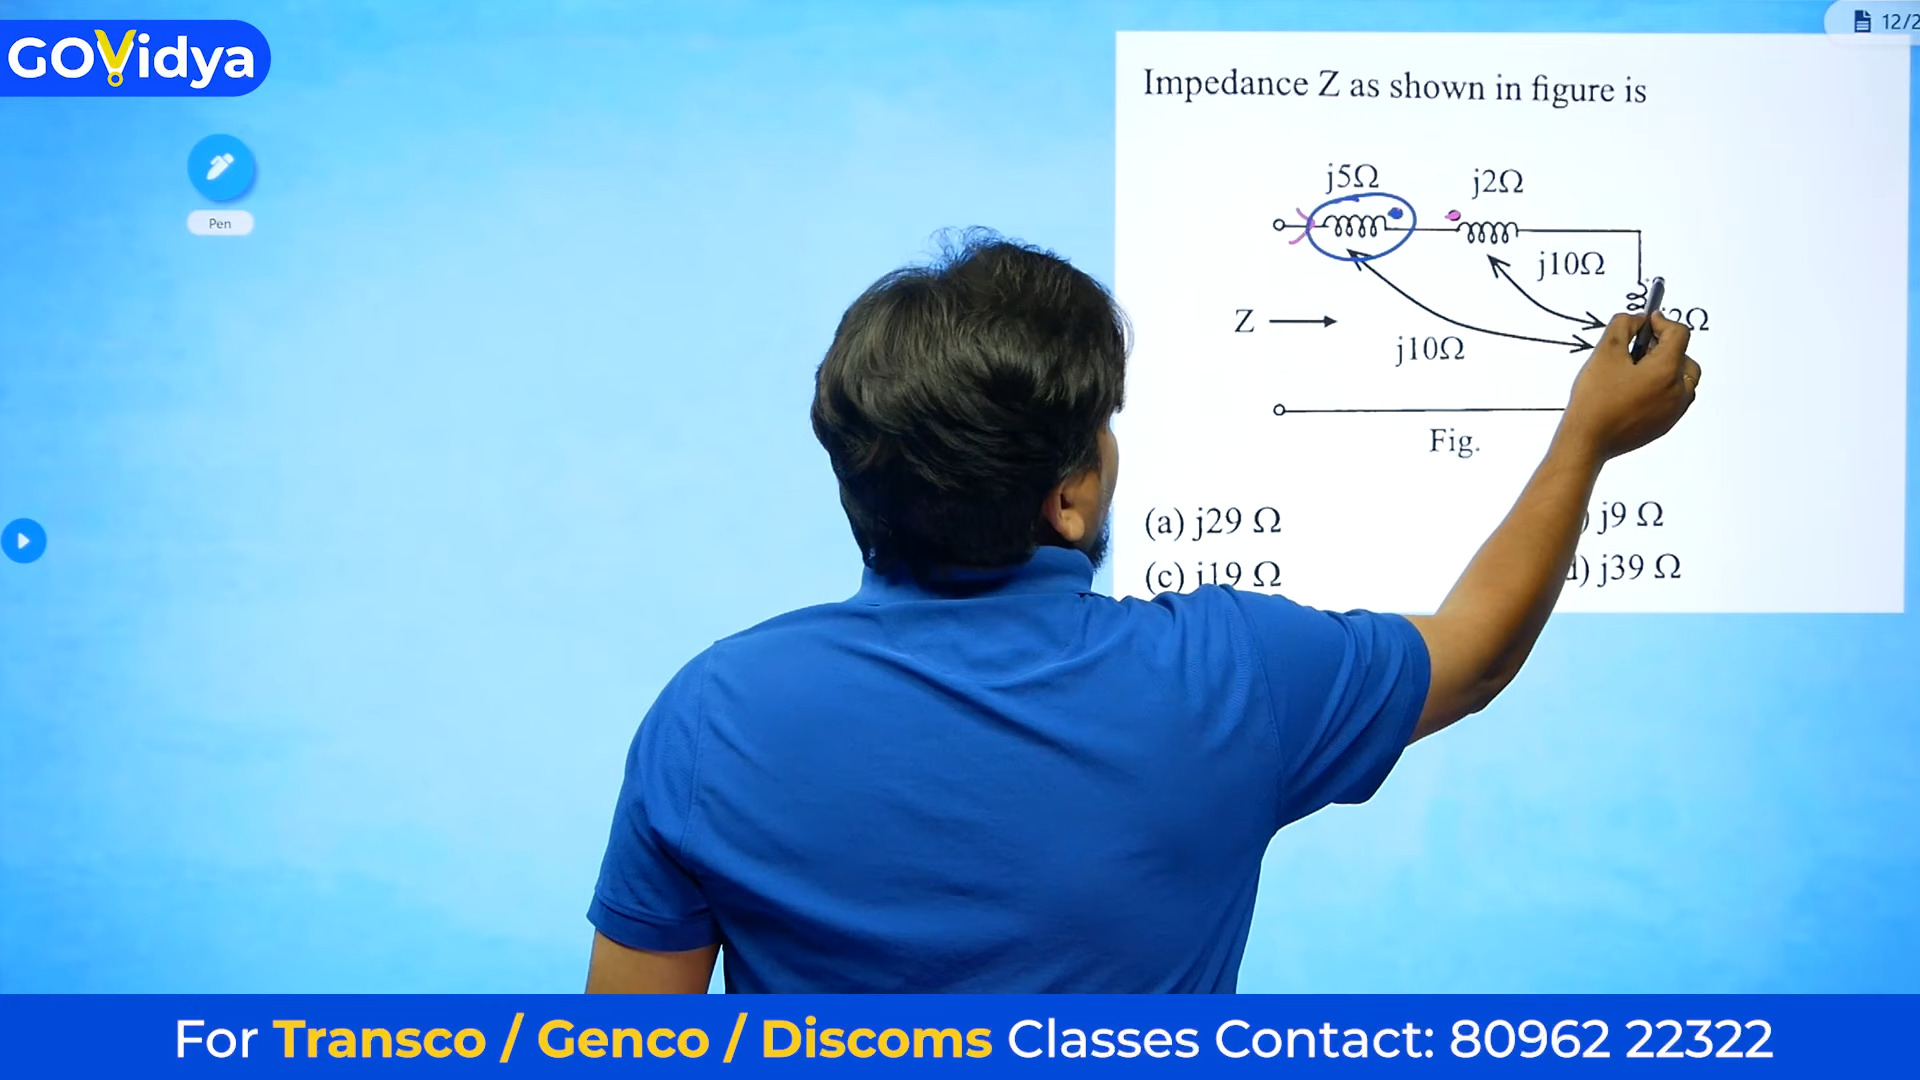 GOVidya
12/2
Pen
Impedance Z as shown in figure is
j5Ω
j2Ω
j10Ω
Z
j2Ω
j10Ω
Fig.
(a) j29 Ω
) j9 Ω
(c) j19 Ω
d) j39 Ω
For Transco / Genco / Discoms Classes Contact: 80962 22322